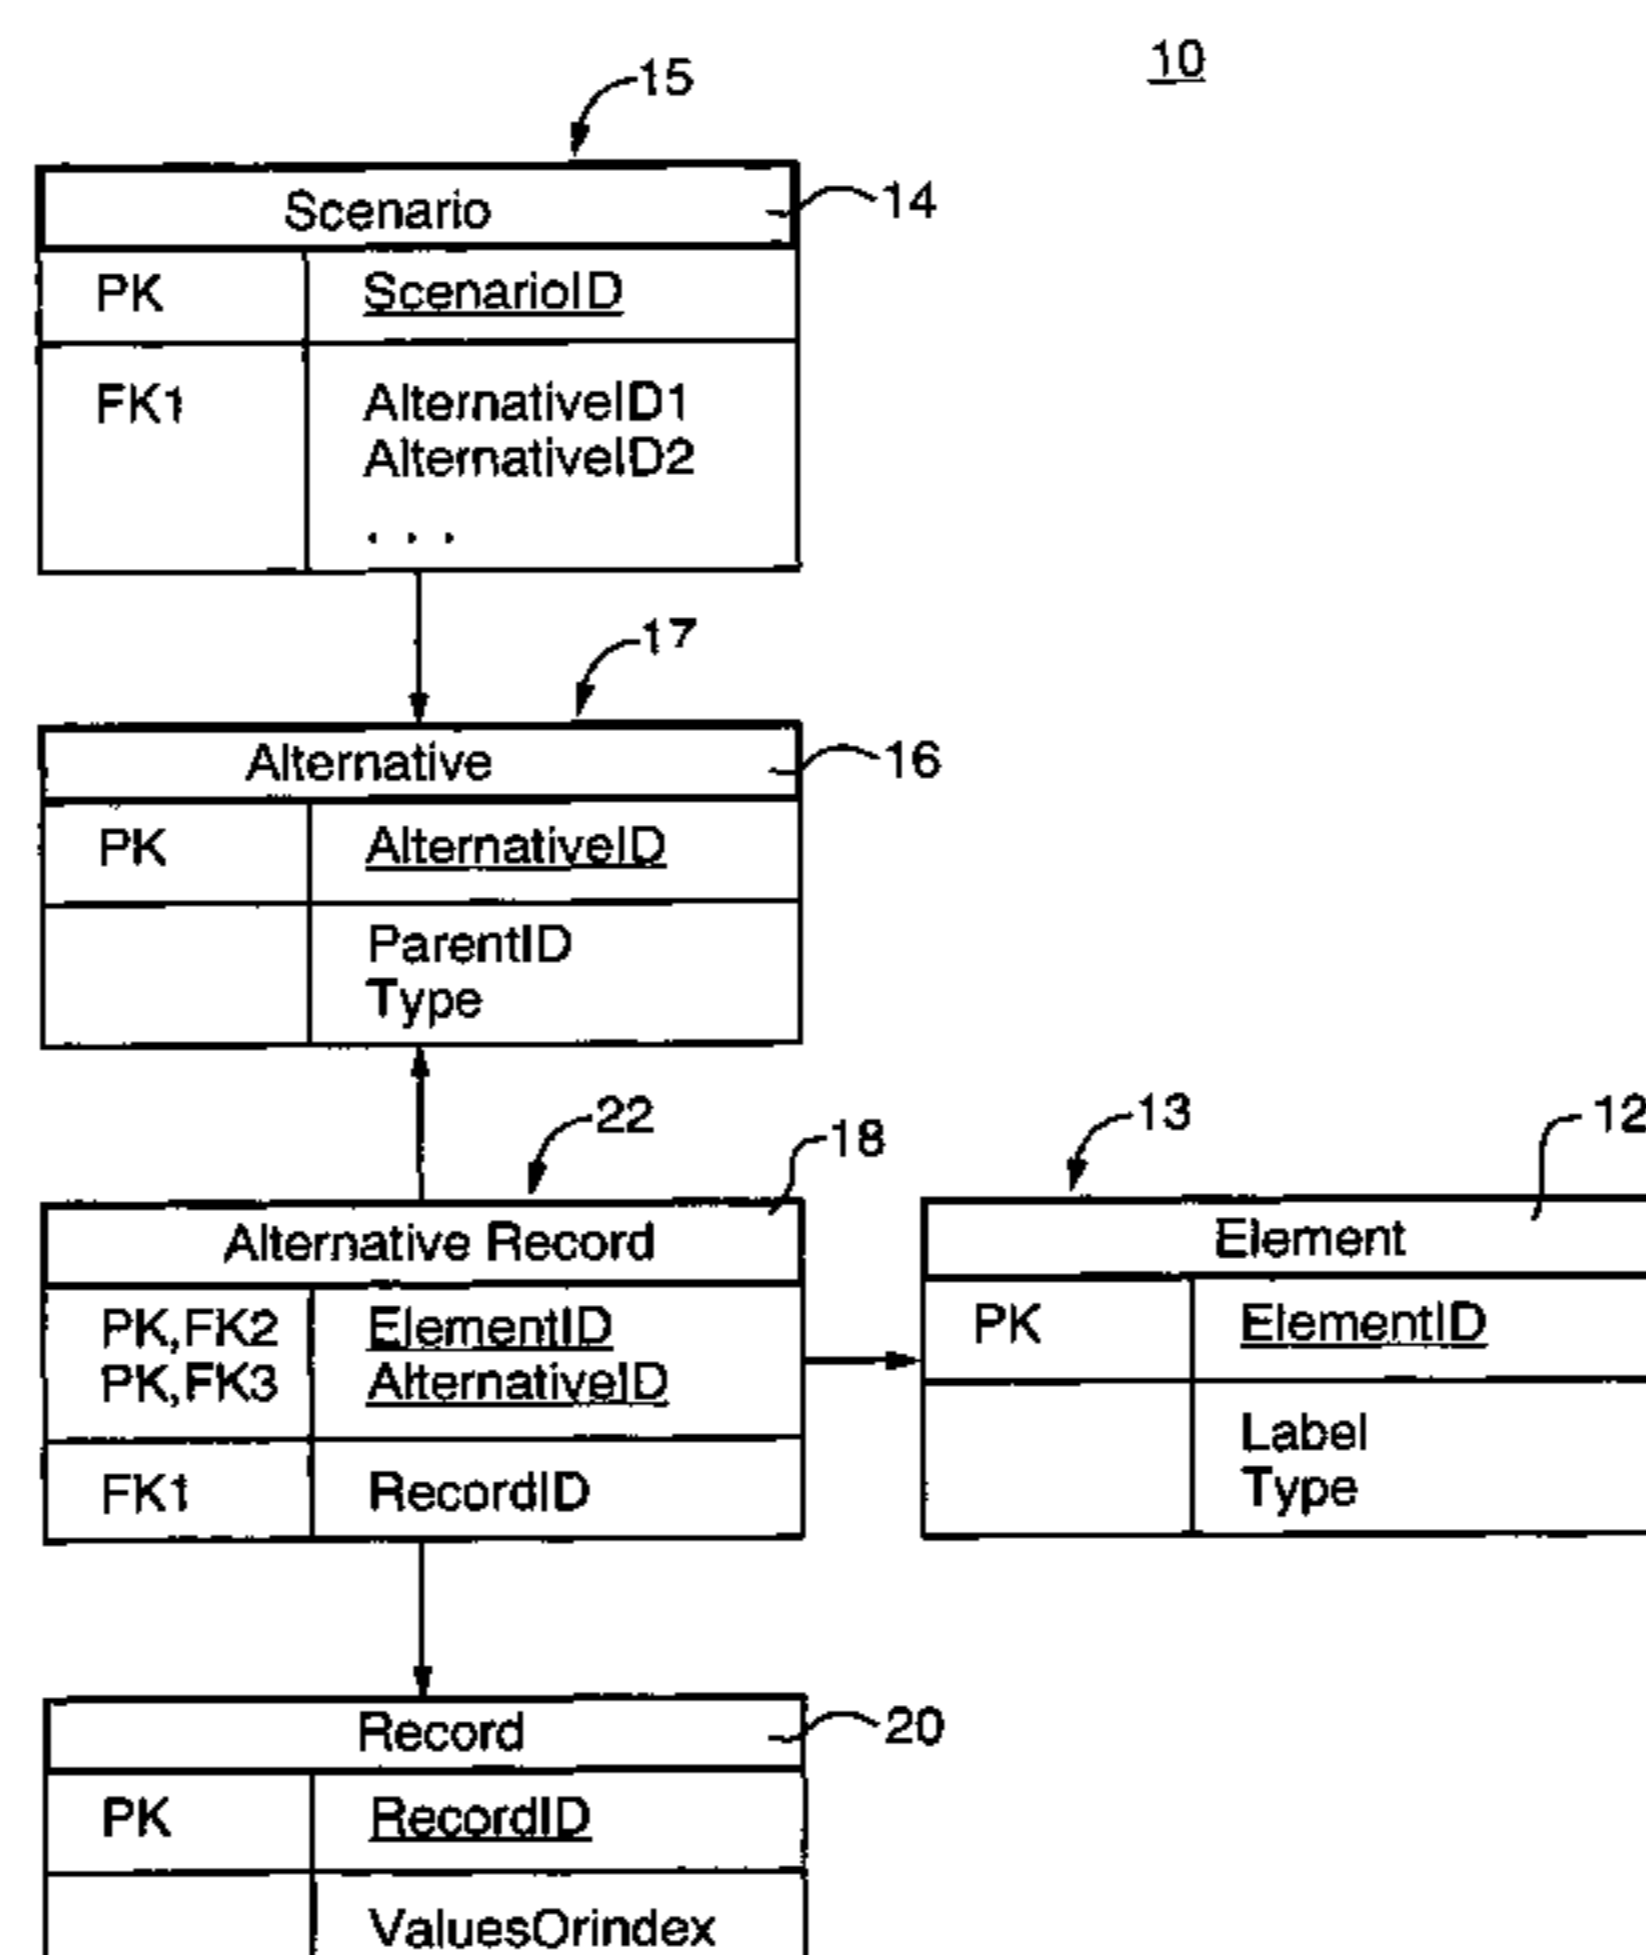 10
15
Scenario
14
PK ScenarioID
FK1 AlternativeID1
AlternativeID2
. . .
17
Alternative
16
PK AlternativeID
ParentID
Type
22
18
Alternative Record
PK,FK2 ElementID
PK,FK3 AlternativeID
FK1 RecordID
13
12
Element
PK ElementID
Label
Type
Record
20
PK RecordID
ValuesOrindex